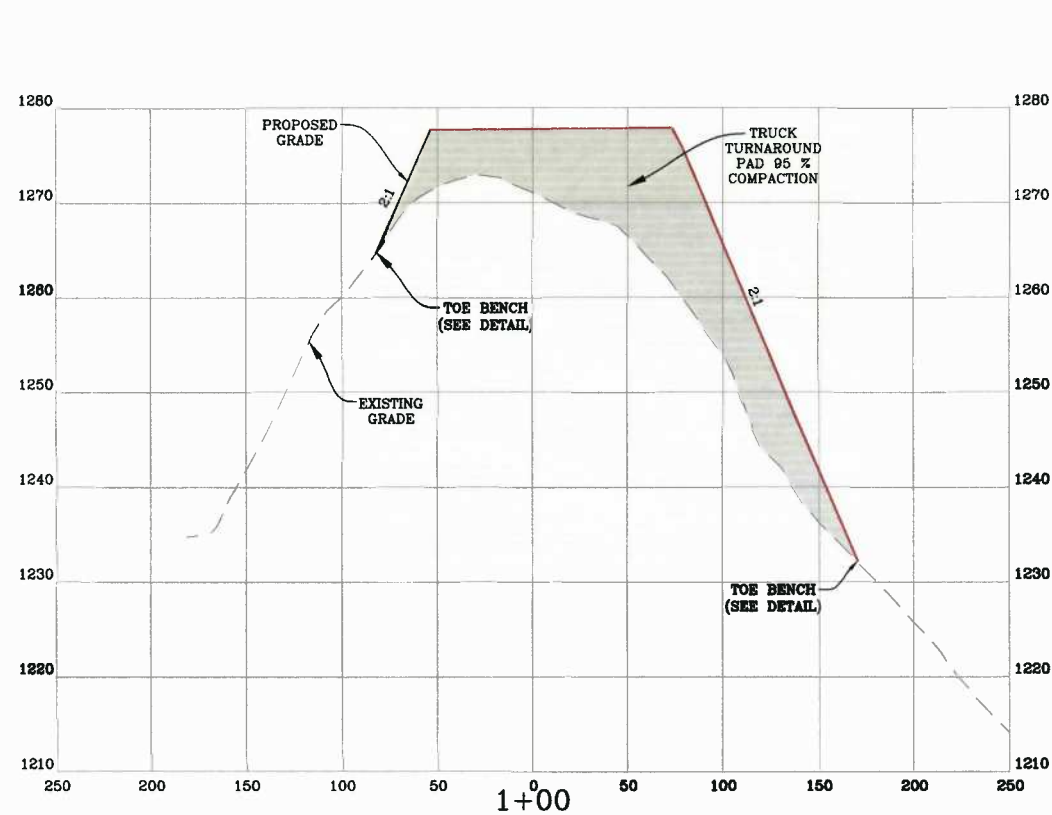 1280
1280
PROPOSED
GRADE
TRUCK
TURNAROUND
PAD 95 %
COMPACTION
1270
1270
2:1
1260
1260
2:1
TOE BENCH
(SEE DETAIL)
1250
1250
EXISTING
GRADE
1240
1240
1230
1230
TOE BENCH
(SEE DETAIL)
1220
1220
1210
1210
250 200 150 100 50 0 50 100 150 200 250
1+00